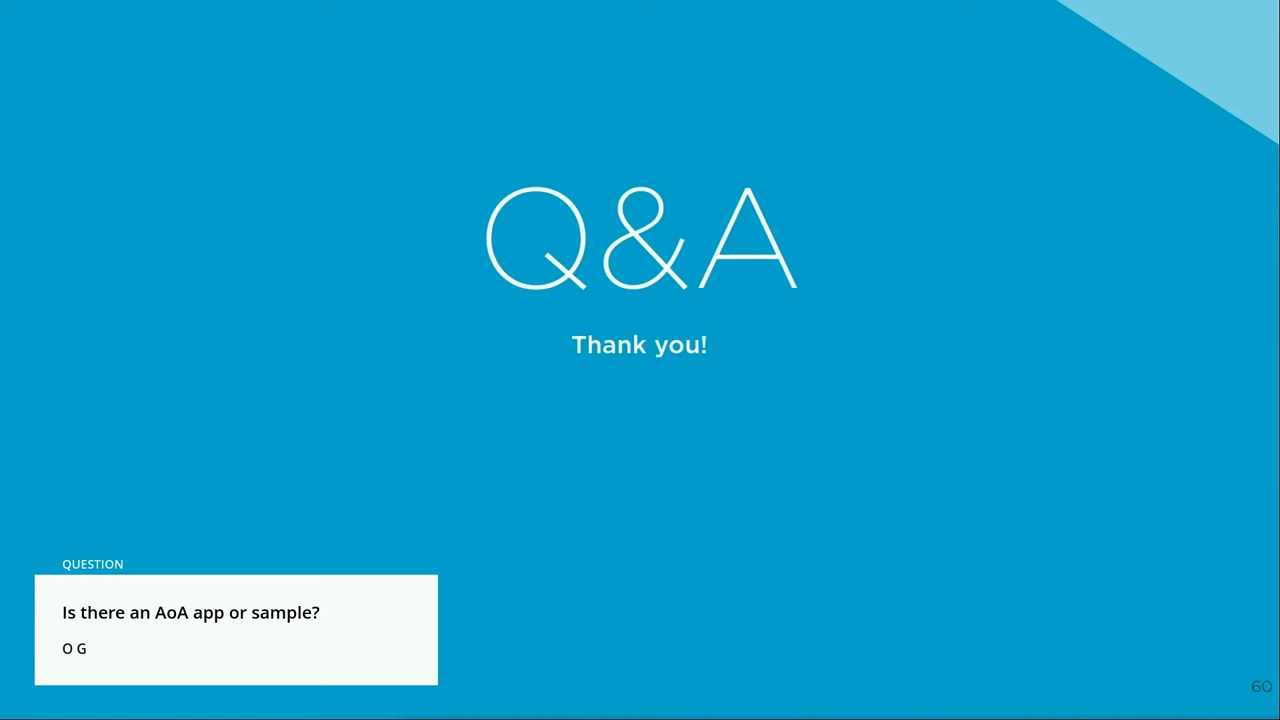 Q&A
Thank you!
QUESTION
Is there an AoA app or sample?
O G
60